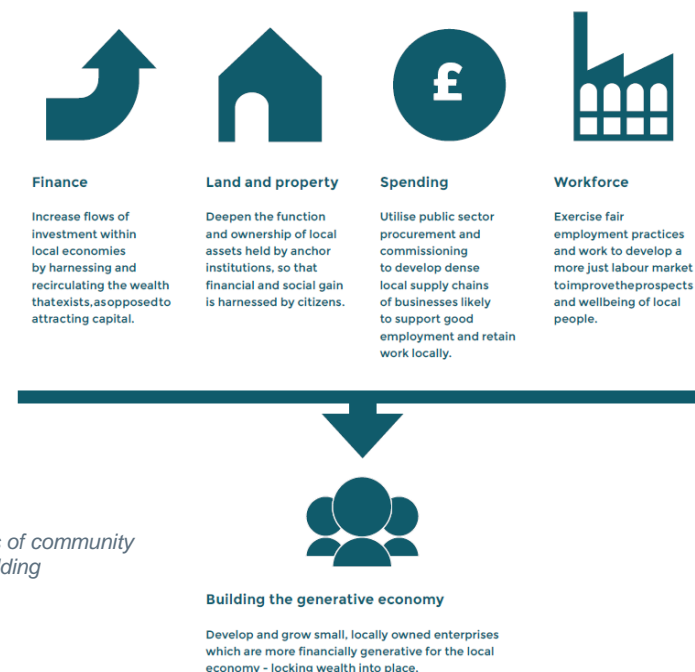 £
Finance
Increase flows of
investment within
local economies
by harnessing and
recirculating the wealth
thatexists,asopposedto
attracting capital.
Land and property
Deepen the function
and ownership of local
assets held by anchor
institutions, so that
financial and social gain
is harnessed by citizens.
Spending
Utilise public sector
procurement and
commissioning
to develop dense
local supply chains
of businesses likely
to support good
employment and retain
work locally.
Workforce
Exercise fair
employment practices
and work to develop a
more just labour market
toimprovetheprospects
and wellbeing of local
people.
of community
Building the generative economy
Develop and grow small, locally owned enterprises
which are more financially generative for the local
economy - locking wealth into place.